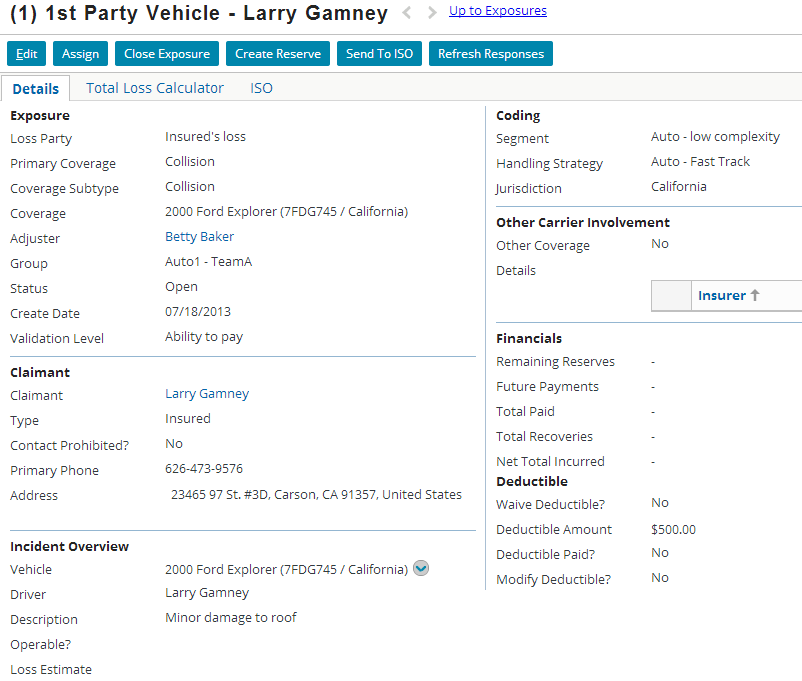 (1) 1st Party Vehicle - Larry Gamney < > Up to Exposures
Edit Assign Close Exposure Create Reserve Send To ISO Refresh Responses
Details Total Loss Calculator ISO
Exposure
Loss Party Insured's loss
Primary Coverage Collision
Coverage Subtype Collision
Coverage 2000 Ford Explorer (7FDG745 / California)
Adjuster Betty Baker
Group Auto1 - TeamA
Status Open
Create Date 07/18/2013
Validation Level Ability to pay
Claimant
Claimant Larry Gamney
Type Insured
Contact Prohibited? No
Primary Phone 626-473-9576
Address 23465 97 St. #3D, Carson, CA 91357, United States
Incident Overview
Vehicle 2000 Ford Explorer (7FDG745 / California)
Driver Larry Gamney
Description Minor damage to roof
Operable?
Loss Estimate
Coding
Segment Auto - low complexity
Handling Strategy Auto - Fast Track
Jurisdiction California
Other Carrier Involvement
Other Coverage No
Details
Insurer ↑
Financials
Remaining Reserves -
Future Payments -
Total Paid -
Total Recoveries -
Net Total Incurred -
Deductible
Waive Deductible? No
Deductible Amount $500.00
Deductible Paid? No
Modify Deductible? No